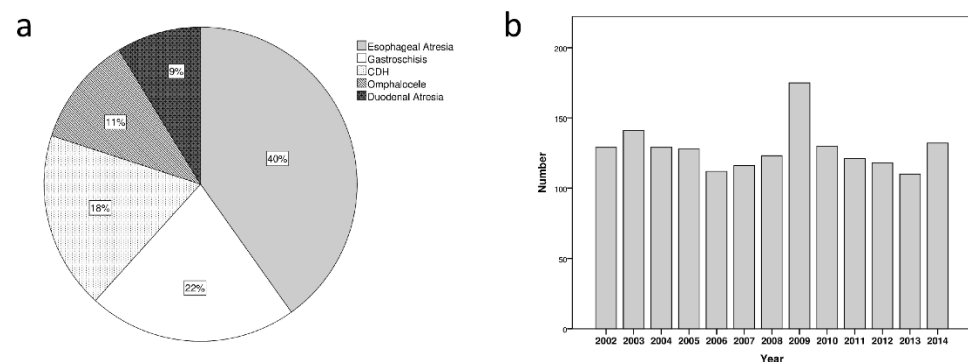 a
Esophageal Atresia
Gastroschisis
CDH
Omphalocele
Duodenal Atresia
9%
11%
40%
18%
22%
b
200
150
100
50
0
Number
2002 2003 2004 2005 2006 2007 2008 2009 2010 2011 2012 2013 2014
Year